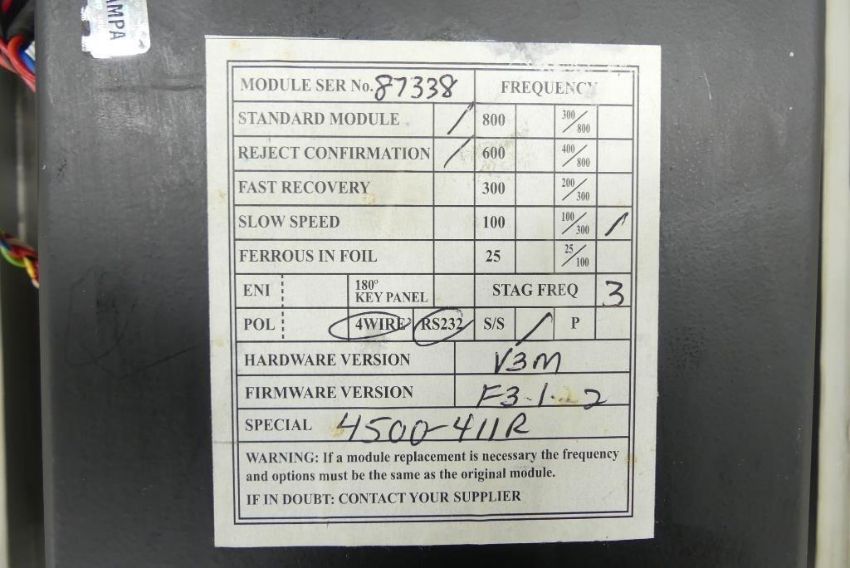 AMPA
MODULE SER No. 87338 FREQUENCY
STANDARD MODULE / 800 300/800
REJECT CONFIRMATION / 600 400/800
FAST RECOVERY 300 200/300
SLOW SPEED 100 100/300 /
FERROUS IN FOIL 25 25/100
ENI 180° KEY PANEL STAG FREQ 3
POL 4WIRE RS232 S/S / P
HARDWARE VERSION V3M
FIRMWARE VERSION F3.1...2
SPECIAL 4500-411R
WARNING: If a module replacement is necessary the frequency
and options must be the same as the original module.
IF IN DOUBT: CONTACT YOUR SUPPLIER